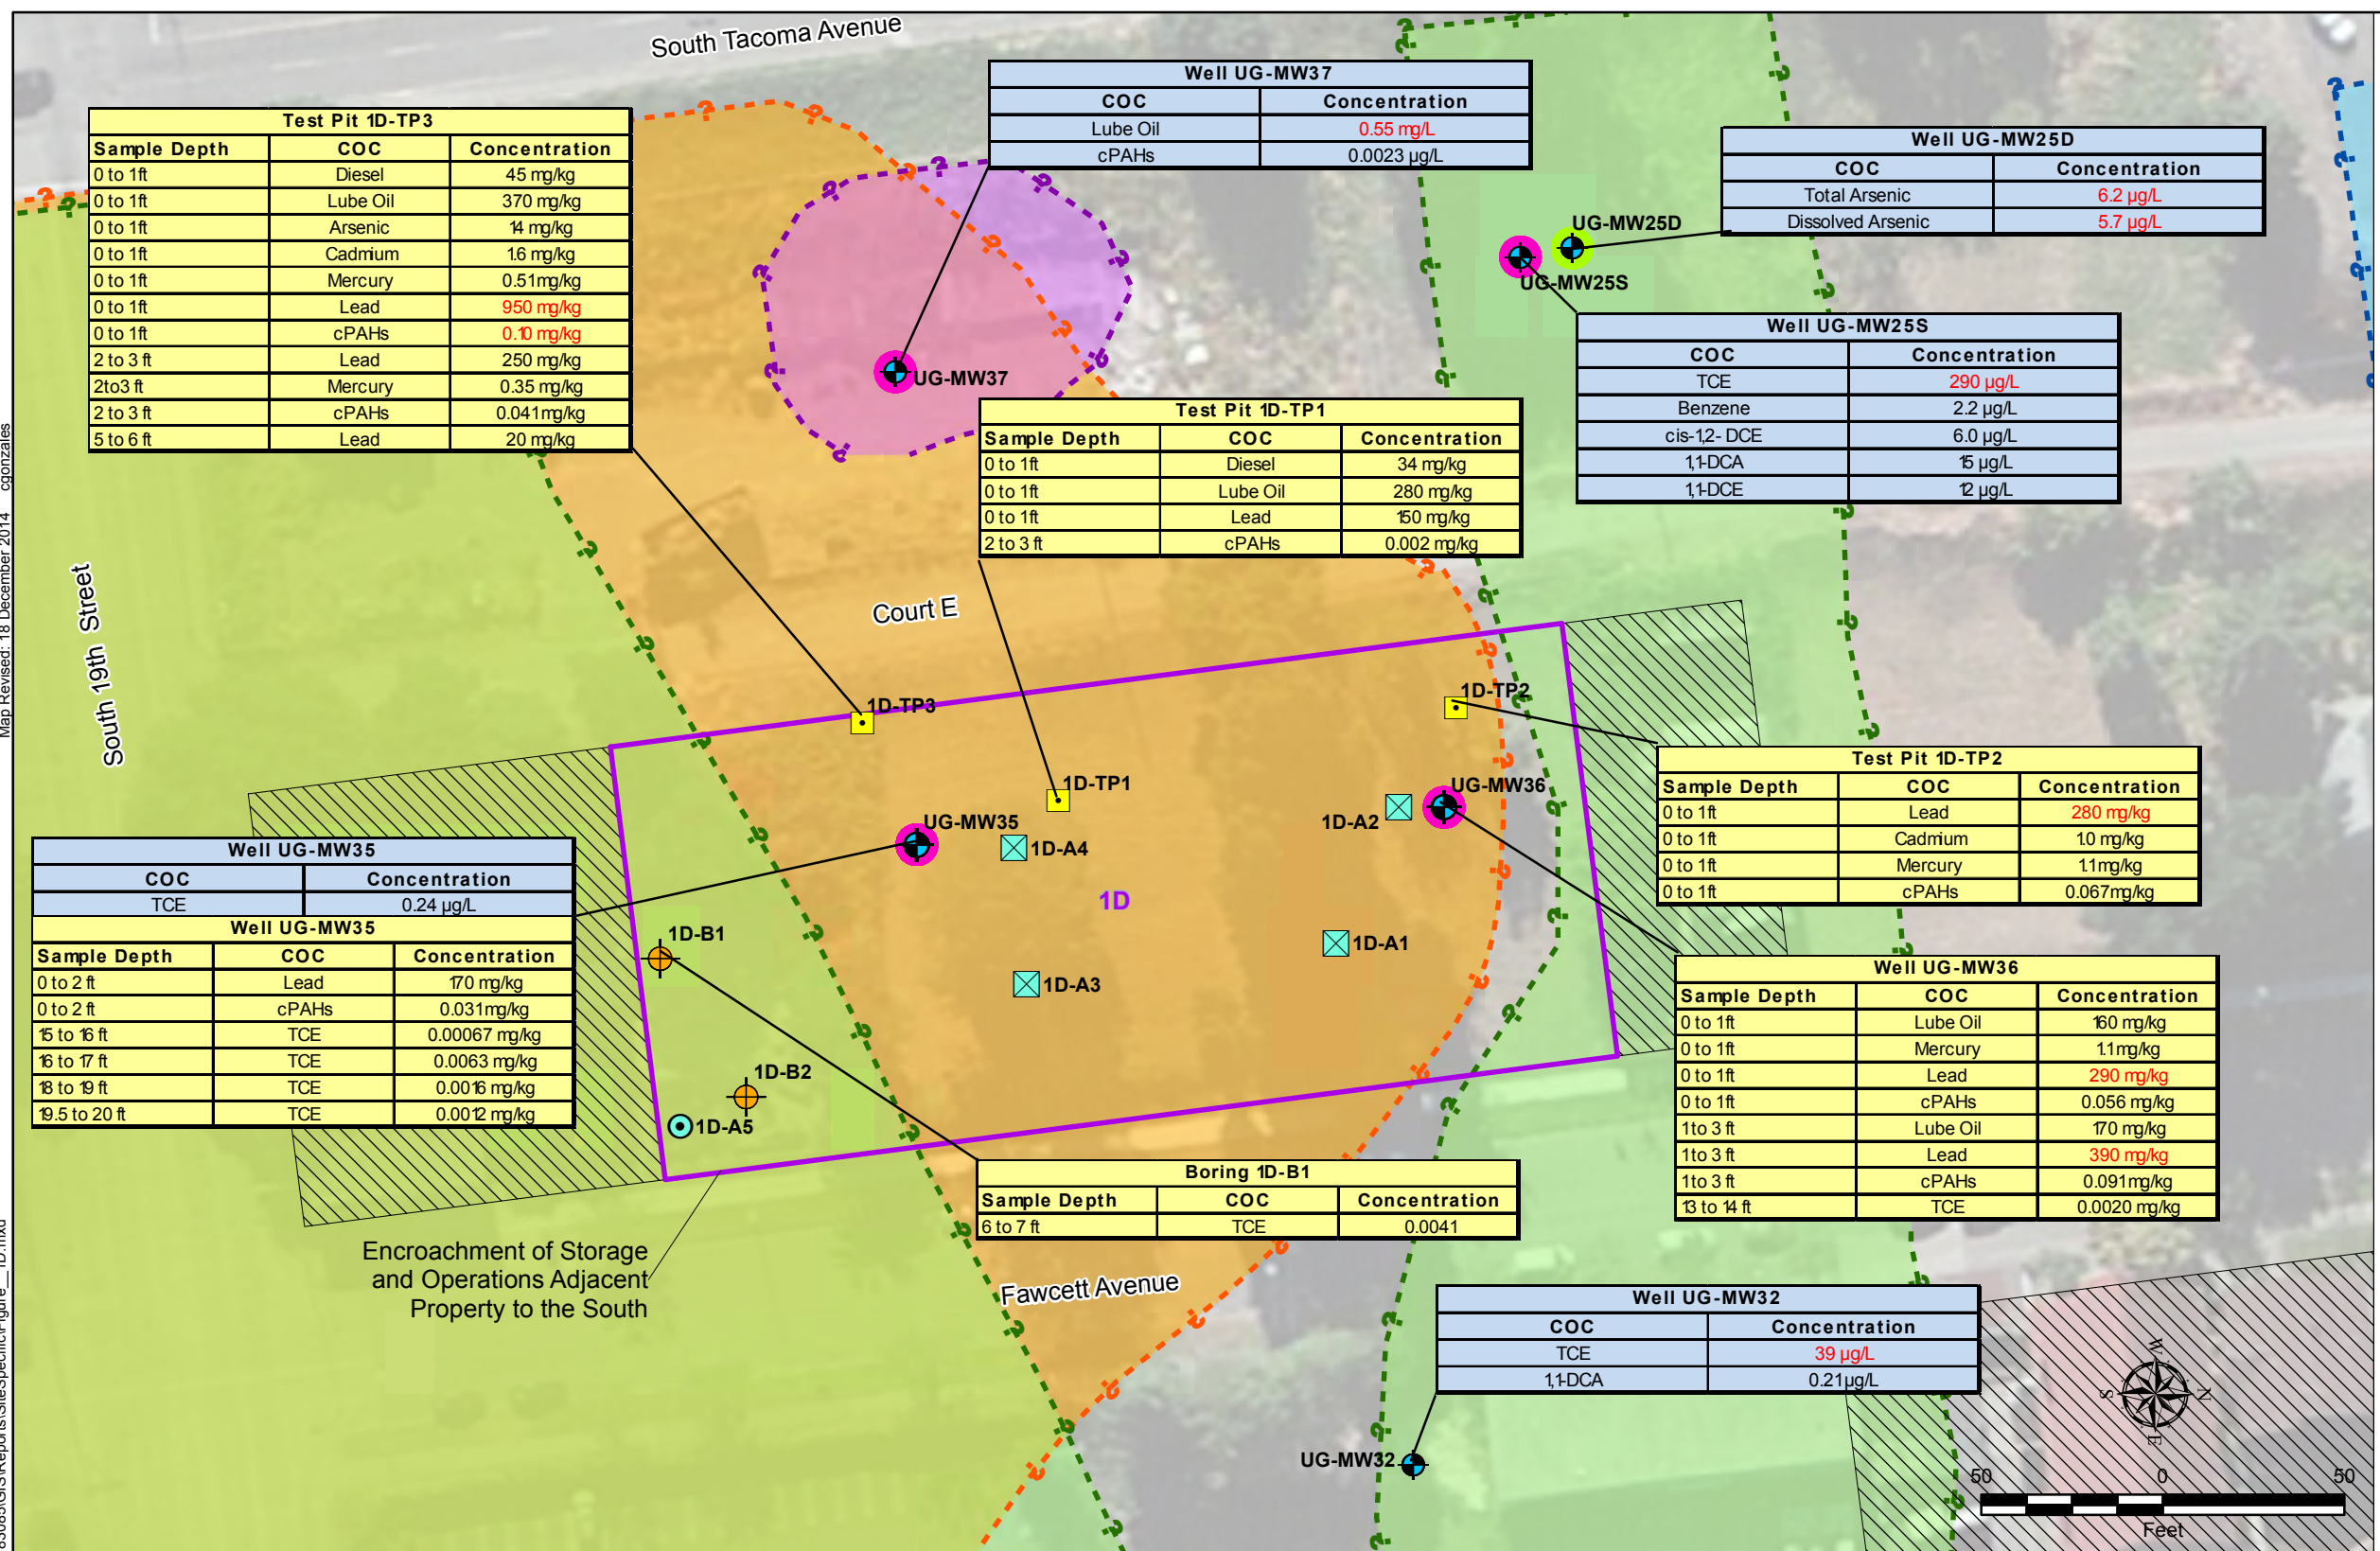 South Tacoma Avenue
Well UG-MW37
COC Concentration
Lube Oil 0.55 mg/L
cPAHs 0.0023 µg/L
Test Pit 1D-TP3
Sample Depth COC Concentration
0 to 1ft Diesel 45 mg/kg
0 to 1ft Lube Oil 370 mg/kg
0 to 1ft Arsenic 14 mg/kg
0 to 1ft Cadmium 1.6 mg/kg
0 to 1ft Mercury 0.51mg/kg
0 to 1ft Lead 950 mg/kg
0 to 1ft cPAHs 0.10 mg/kg
2 to 3 ft Lead 250 mg/kg
2to3 ft Mercury 0.35 mg/kg
2 to 3 ft cPAHs 0.041mg/kg
5 to 6 ft Lead 20 mg/kg
Well UG-MW25D
COC Concentration
Total Arsenic 6.2 µg/L
Dissolved Arsenic 5.7 µg/L
UG-MW25D
UG-MW25S
Well UG-MW25S
COC Concentration
TCE 290 µg/L
Benzene 2.2 µg/L
cis-1,2- DCE 6.0 µg/L
1,1-DCA 15 µg/L
1,1-DCE 12 µg/L
UG-MW37
Test Pit 1D-TP1
Sample Depth COC Concentration
0 to 1ft Diesel 34 mg/kg
0 to 1ft Lube Oil 280 mg/kg
0 to 1ft Lead 150 mg/kg
2 to 3 ft cPAHs 0.002 mg/kg
Map Revised: 18 December 2014 cgonzales
South 19th Street
Court E
1D-TP3
1D-TP2
1D-TP1
UG-MW36
1D-A2
UG-MW35
1D-A4
1D
1D-A1
1D-A3
1D-B1
1D-B2
1D-A5
Test Pit 1D-TP2
Sample Depth COC Concentration
0 to 1ft Lead 280 mg/kg
0 to 1ft Cadmium 1.0 mg/kg
0 to 1ft Mercury 1.1mg/kg
0 to 1ft cPAHs 0.067mg/kg
Well UG-MW35
COC Concentration
TCE 0.24 µg/L
Well UG-MW35
Sample Depth COC Concentration
0 to 2 ft Lead 170 mg/kg
0 to 2 ft cPAHs 0.031mg/kg
15 to 16 ft TCE 0.00067 mg/kg
16 to 17 ft TCE 0.0063 mg/kg
18 to 19 ft TCE 0.0016 mg/kg
19.5 to 20 ft TCE 0.0012 mg/kg
Well UG-MW36
Sample Depth COC Concentration
0 to 1ft Lube Oil 160 mg/kg
0 to 1ft Mercury 1.1mg/kg
0 to 1ft Lead 290 mg/kg
0 to 1ft cPAHs 0.056 mg/kg
1to 3 ft Lube Oil 170 mg/kg
1to 3 ft Lead 390 mg/kg
1to 3 ft cPAHs 0.091mg/kg
13 to 14 ft TCE 0.0020 mg/kg
Boring 1D-B1
Sample Depth COC Concentration
6 to 7 ft TCE 0.0041
Encroachment of Storage
and Operations Adjacent
Property to the South
Fawcett Avenue
Well UG-MW32
COC Concentration
TCE 39 µg/L
1,1-DCA 0.21µg/L
UG-MW32
W
S N
E
50 0 50
Feet